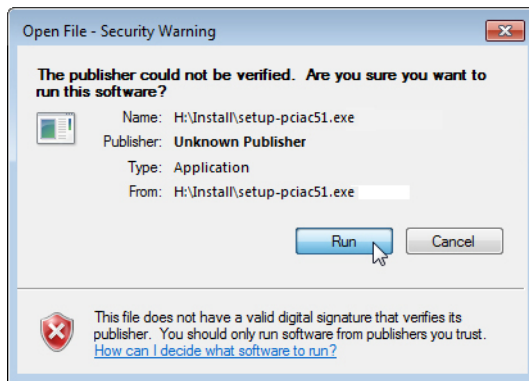 Open File - Security Warning
The publisher could not be verified. Are you sure you want to
run this software?
Name: H:\Install\setup-pciac51.exe
Publisher: Unknown Publisher
Type: Application
From: H:\Install\setup-pciac51.exe
Run Cancel
This file does not have a valid digital signature that verifies its
publisher. You should only run software from publishers you trust.
How can I decide what software to run?